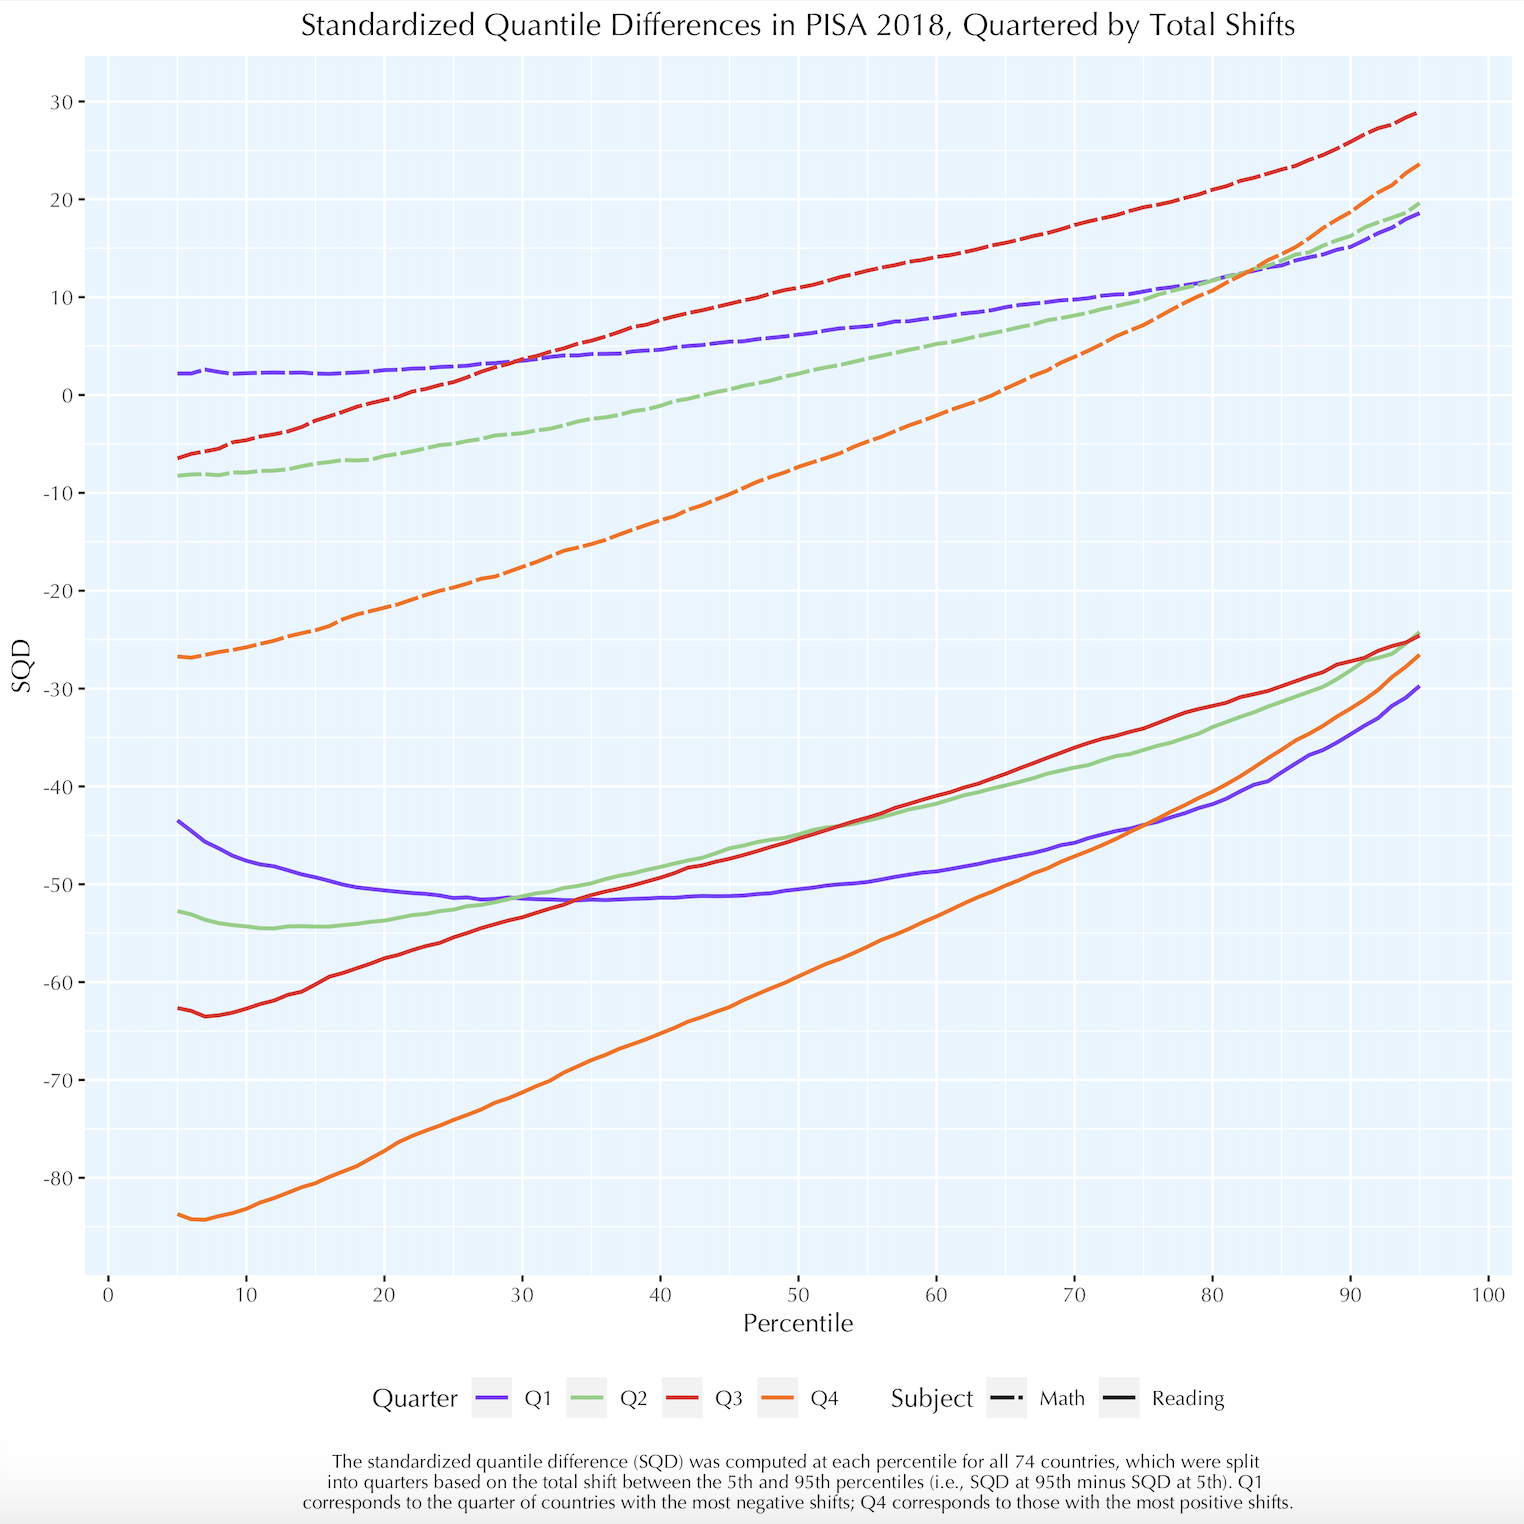 Standardized Quantile Differences in PISA 2018, Quartered by Total Shifts
30
20
10
0
-10
-20
-30
-40
-50
-60
-70
-80
SQD
0 10 20 30 40 50 60 70 80 90 100
Percentile
Quarter Q1 Q2 Q3 Q4 Subject Math Reading
The standardized quantile difference (SQD) was computed at each percentile for all 74 countries, which were split
into quarters based on the total shift between the 5th and 95th percentiles (i.e., SQD at 95th minus SQD at 5th). Q1
corresponds to the quarter of countries with the most negative shifts; Q4 corresponds to those with the most positive shifts.